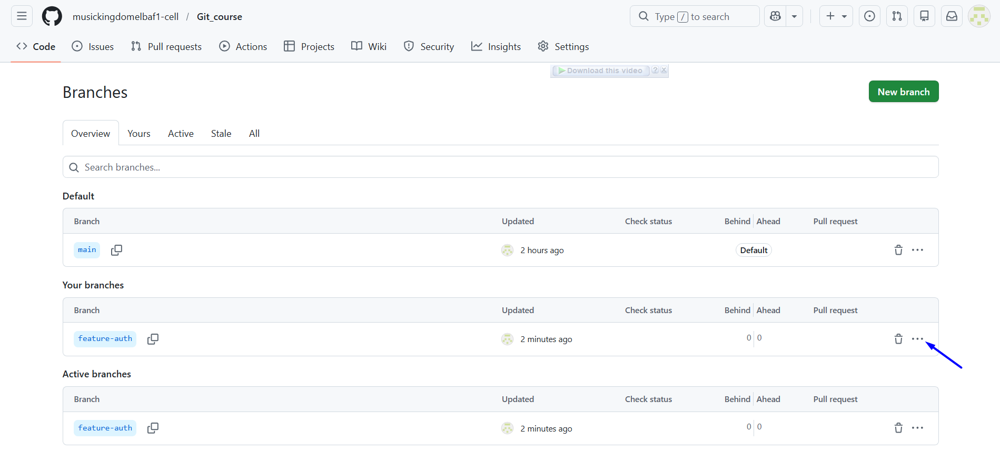 musickingdomelbaf1-cell / Git_course
Type / to search
Code Issues Pull requests Actions Projects Wiki Security Insights Settings
Download this video ? X
Branches
New branch
Overview Yours Active Stale All
Search branches...
Default
Branch Updated Check status Behind Ahead Pull request
main 2 hours ago Default
Your branches
Branch Updated Check status Behind Ahead Pull request
feature-auth 2 minutes ago 0 0
Active branches
Branch Updated Check status Behind Ahead Pull request
feature-auth 2 minutes ago 0 0